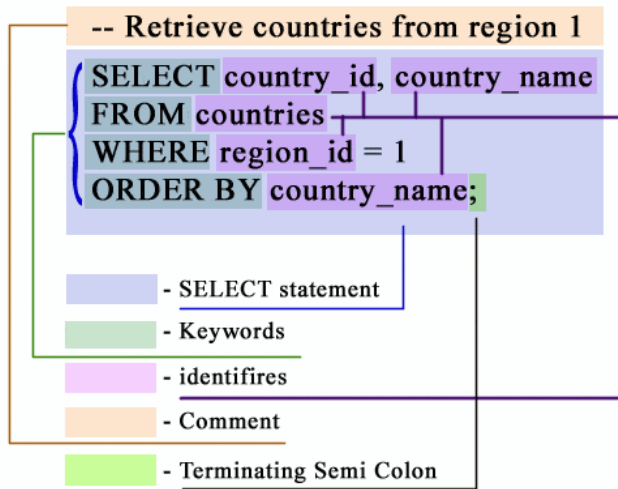 -- Retrieve countries from region 1
SELECT country_id, country_name
FROM countries
WHERE region_id = 1
ORDER BY country_name;
- SELECT statement
- Keywords
- identifires
- Comment
- Terminating Semi Colon